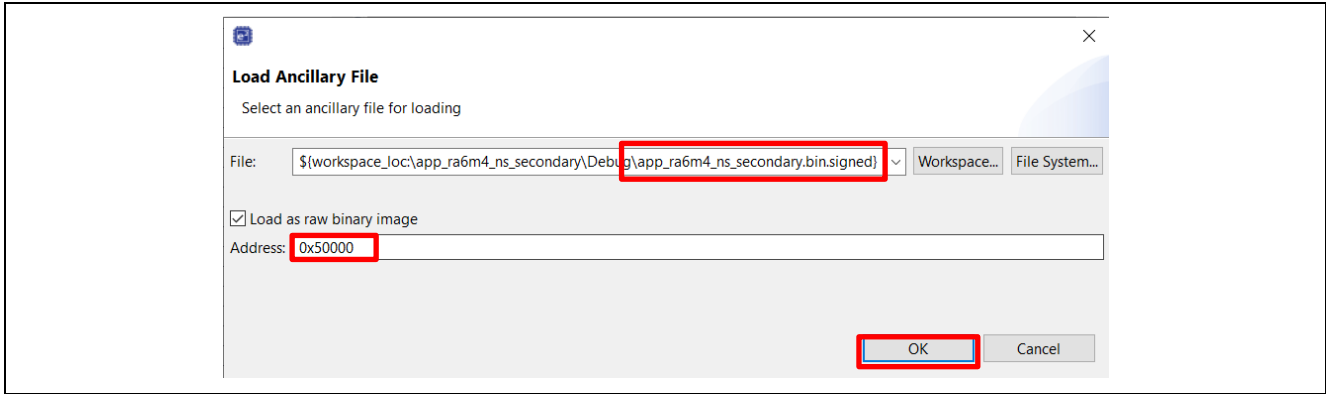 Load Ancillary File
Select an ancillary file for loading
File: ${workspace_loc:\app_ra6m4_ns_secondary\Debug\app_ra6m4_ns_secondary.bin.signed} Workspace... File System...
Load as raw binary image
Address: 0x50000
OK Cancel